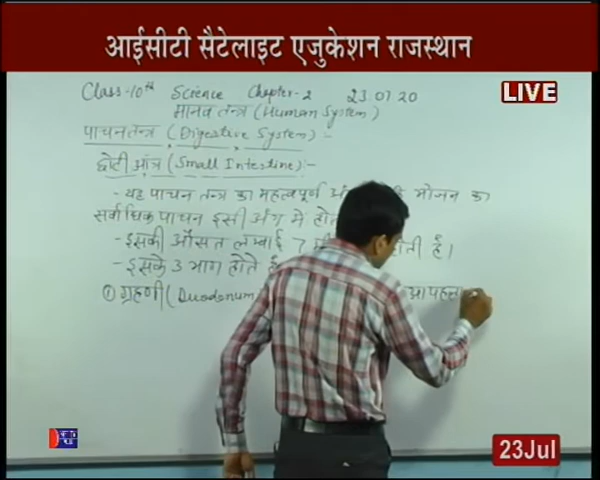 आईसीटी सैटेलाइट एजुकेशन राजस्थान
LIVE
Class-10th Science Chapter-2 23.07.20
मानव तन्त्र (Human System)
पाचनतन्त्र (Digestive System) :-
छोटी आंत्र (Small Intestine) :-
- यह पाचन तन्त्र का महत्वपूर्ण भोजन का
सर्वाधिक पाचन इसी अंग मे
- इसकी औसत लम्बाई 7 होती है।
- इसके 3 भाग होते
① ग्रहणी (Duodenum
23Jul